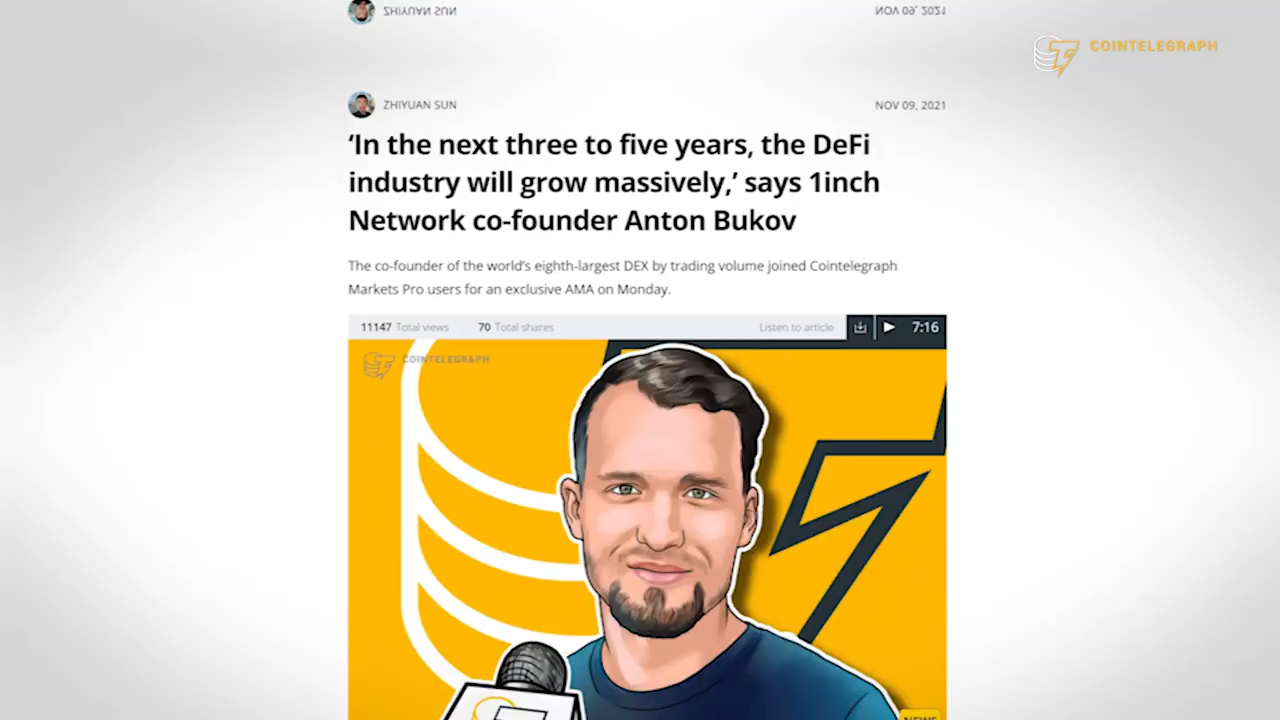 ZHIYUAN SUN
NOV 09, 2021
COINTELEGRAPH
ZHIYUAN SUN
NOV 09, 2021
‘In the next three to five years, the DeFi
industry will grow massively,’ says 1inch
Network co-founder Anton Bukov
The co-founder of the world’s eighth-largest DEX by trading volume joined Cointelegraph
Markets Pro users for an exclusive AMA on Monday.
11147 Total views
70 Total shares
Listen to article
7:16
COINTELEGRAPH
NEWS